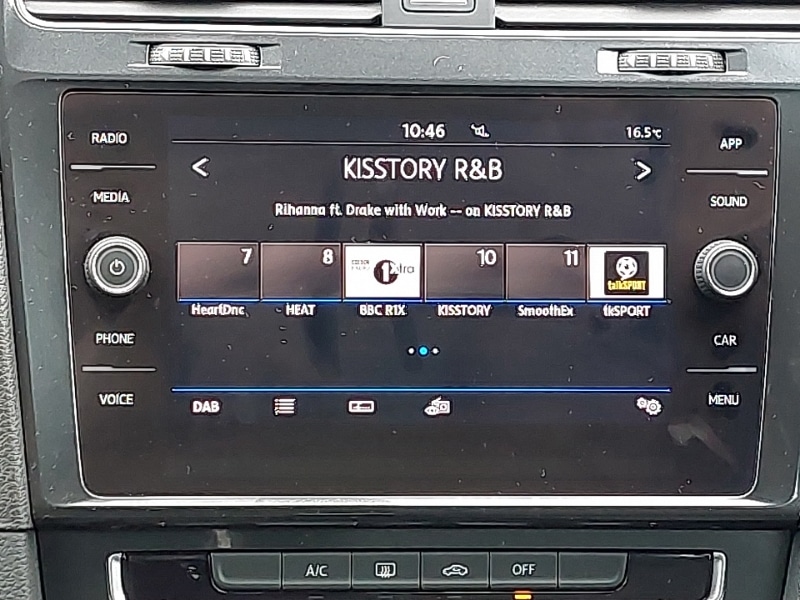 10:46 16.5°C
RADIO APP
< KISSTORY R&B >
MEDIA SOUND
Rihanna ft. Drake with Work -- on KISSTORY R&B
7 8 1Xtra 10 11 talkSPORT
HeartDnc HEAT BBC R1X KISSTORY SmoothEx tkSPORT
PHONE CAR
VOICE MENU
DAB
A/C OFF